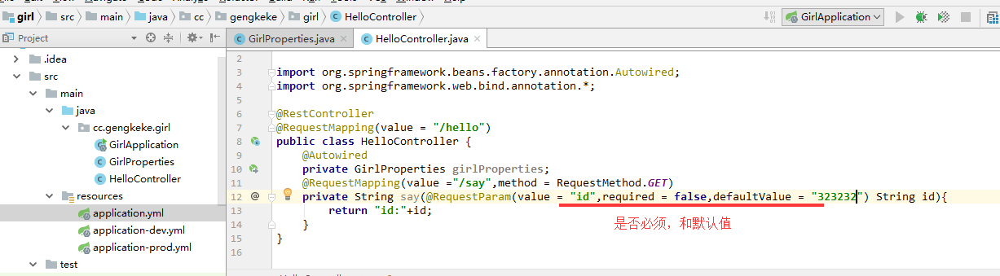 girl src main java cc gengkeke girl HelloController GirlApplication
Project GirlProperties.java HelloController.java
.idea
src
main
java
cc.gengkeke.girl
GirlApplication
GirlProperties
HelloController
resources
application.yml
application-dev.yml
application-prod.yml
test
2
3 import org.springframework.beans.factory.annotation.Autowired;
4 import org.springframework.web.bind.annotation.*;
5
6 @RestController
7 @RequestMapping(value = "/hello")
8 public class HelloController {
9 @Autowired
10 private GirlProperties girlProperties;
11 @RequestMapping(value ="/say",method = RequestMethod.GET)
12 private String say(@RequestParam(value = "id",required = false,defaultValue = "323232") String id){
13 return "id:"+id;
是否必须，和默认值
14 }
15 }
16